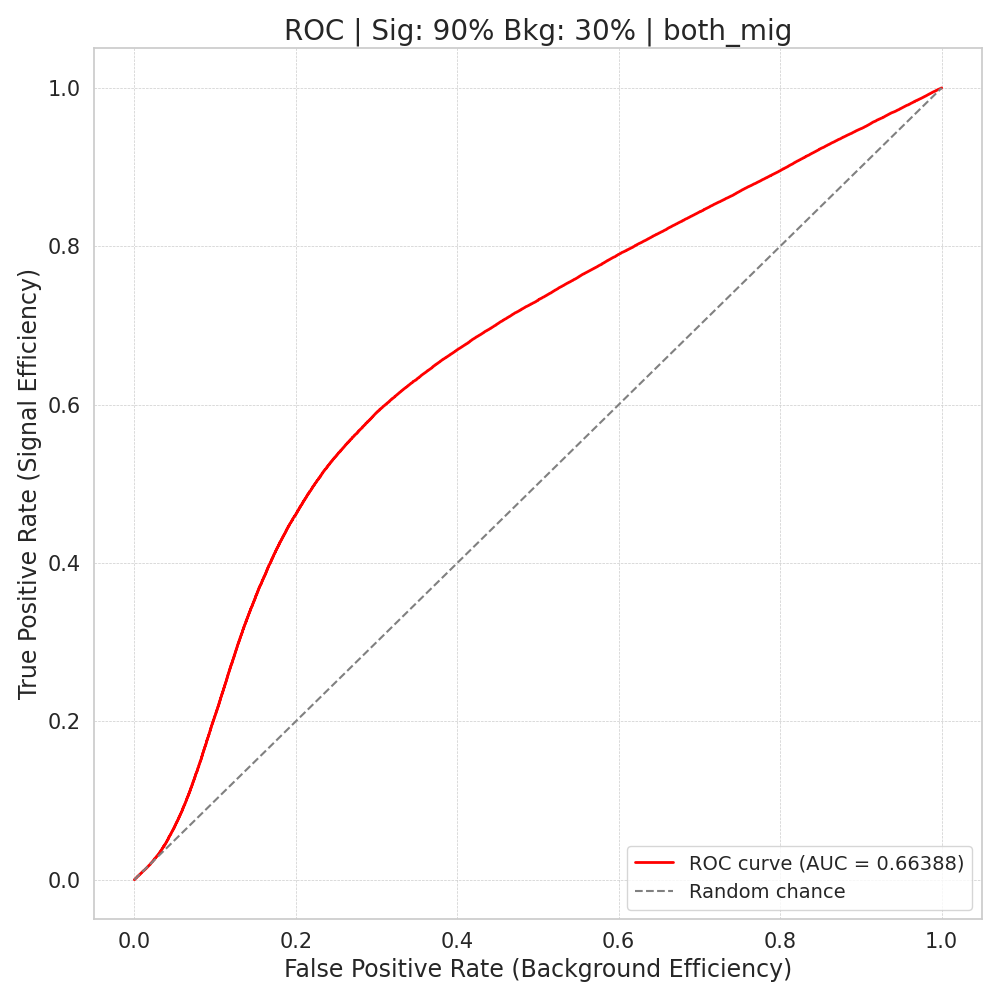 ROC | Sig: 90% Bkg: 30% | both_mig
True Positive Rate (Signal Efficiency)
1.0
0.8
0.6
0.4
0.2
0.0
ROC curve (AUC = 0.66388)
Random chance
0.0 0.2 0.4 0.6 0.8 1.0
False Positive Rate (Background Efficiency)